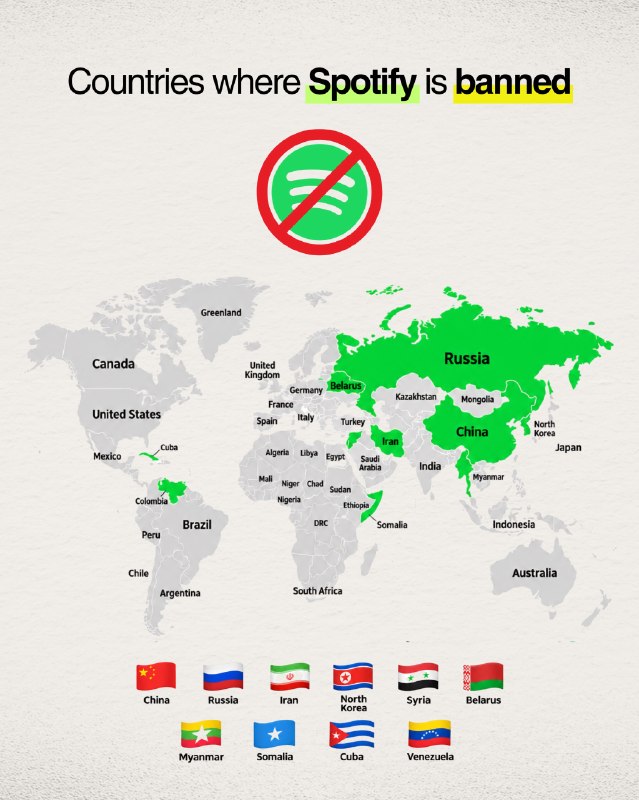 Countries where Spotify is banned
Greenland
Canada
United Kingdom
Russia
Germany
Belarus
France
Kazakhstan
Mongolia
United States
Spain
Italy
Turkey
China
North Korea
Iran
Japan
Cuba
Mexico
Algeria
Libya
Egypt
Saudi Arabia
India
Myanmar
Mali
Niger
Chad
Sudan
Colombia
Nigeria
Ethiopia
Somalia
Brazil
DRC
Indonesia
Peru
Chile
Argentina
South Africa
Australia
China
Russia
Iran
North Korea
Syria
Belarus
Myanmar
Somalia
Cuba
Venezuela